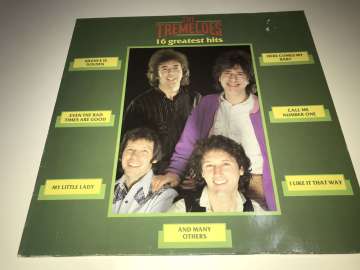 THE
TREMELOES
16 greatest hits
SILENCE IS
GOLDEN
HERE COMES MY
BABY
EVEN THE BAD
TIMES ARE GOOD
CALL ME
NUMBER ONE
MY LITTLE LADY
I LIKE IT THAT WAY
AND MANY
OTHERS